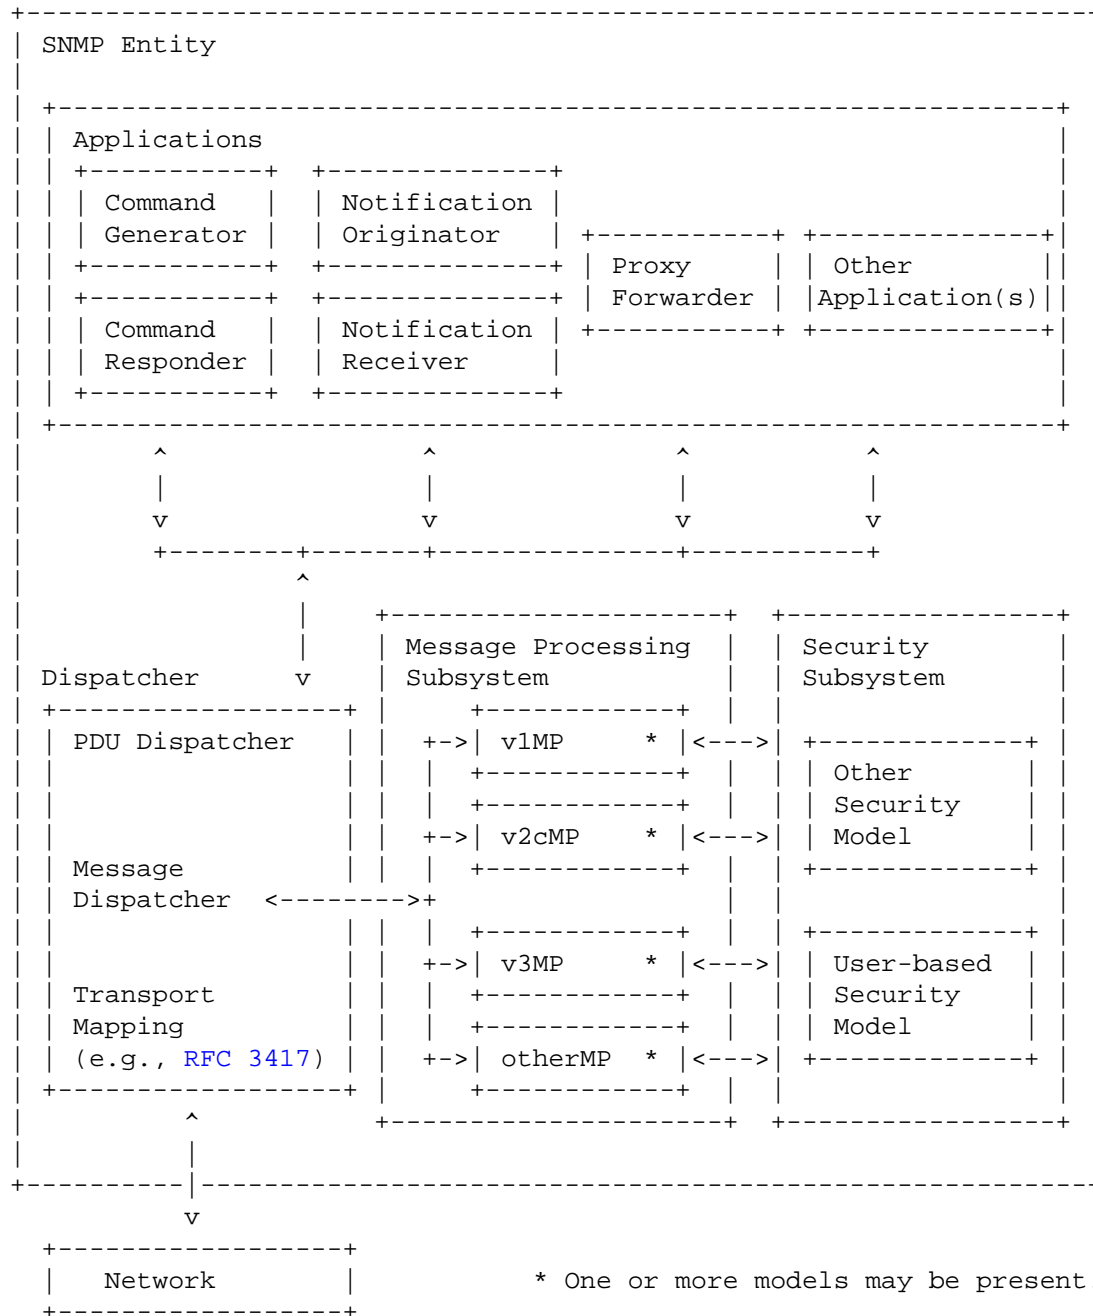 SNMP Entity
Applications
Command Notification
Generator Originator
Proxy Other
Forwarder Application(s)
Command Notification
Responder Receiver
Message Processing Security
Dispatcher v Subsystem Subsystem
PDU Dispatcher v1MP *
Other
Security
v2cMP * Model
Message
Dispatcher
v3MP * User-based
Transport Security
Mapping Model
(e.g., RFC 3417) otherMP *
Network * One or more models may be present